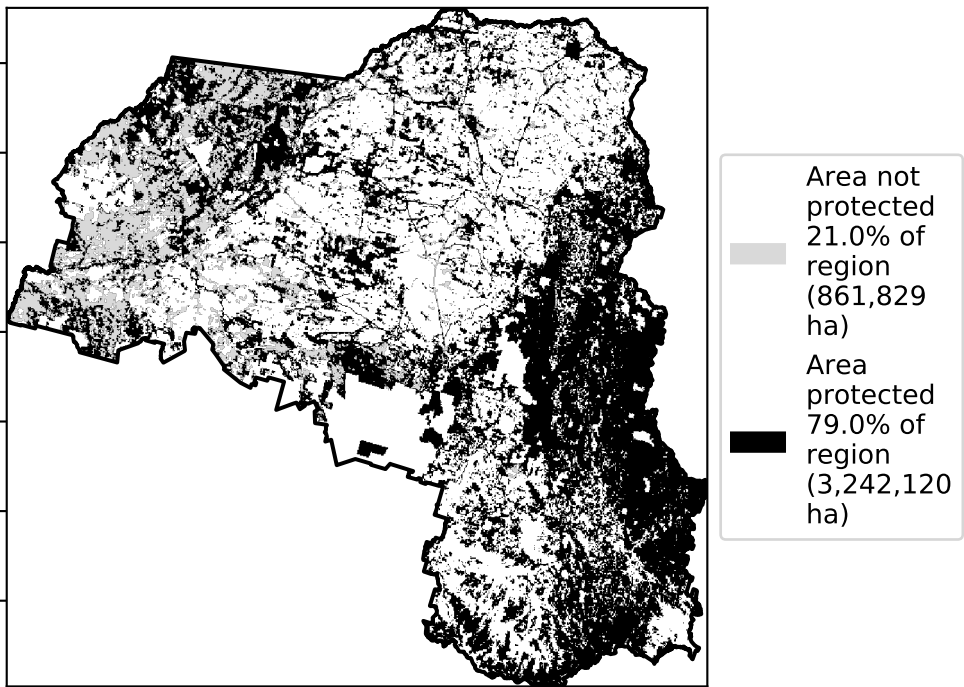 Area not
protected
21.0% of
region
(861,829
ha)
Area
protected
79.0% of
region
(3,242,120
ha)